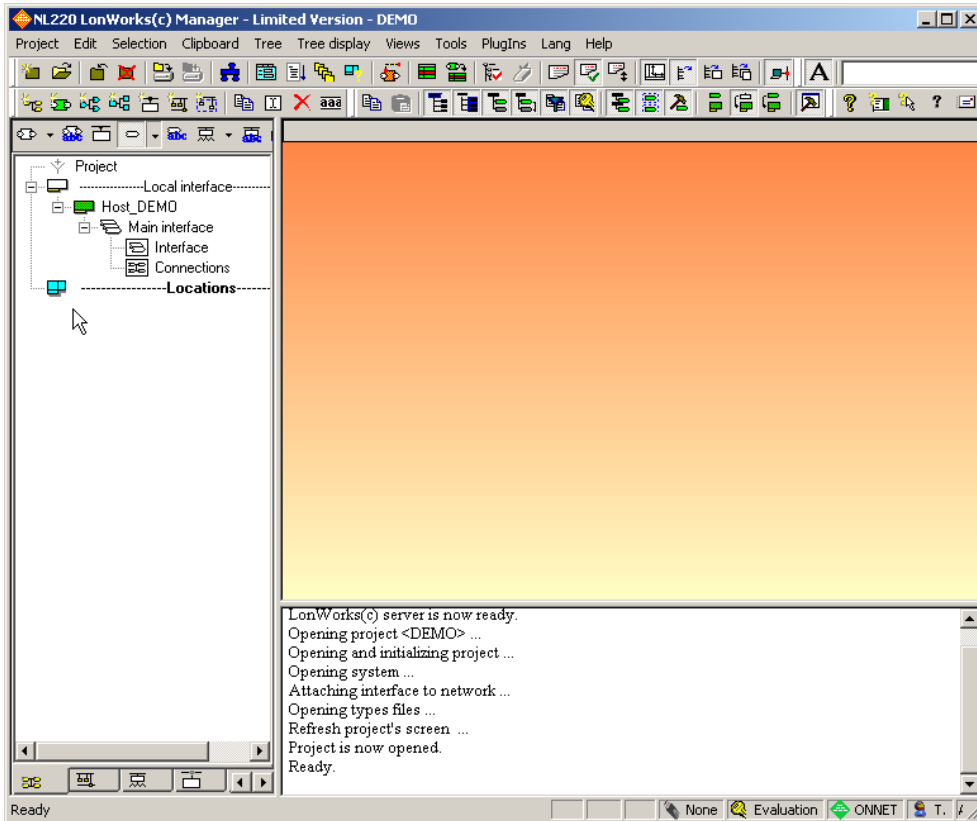 NL220 LonWorks(c) Manager - Limited Version - DEMO
Project Edit Selection Clipboard Tree Tree display Views Tools PlugIns Lang Help
A
aaa
? ?
abc abc
Project
----------------Local interface----------
Host_DEMO
Main interface
Interface
Connections
------------------Locations-------
LonWorks(c) server is now ready.
Opening project <DEMO> ...
Opening and initializing project ...
Opening system ...
Attaching interface to network ...
Opening types files ...
Refresh project's screen ...
Project is now opened.
Ready.
Ready None Evaluation ONNET T.